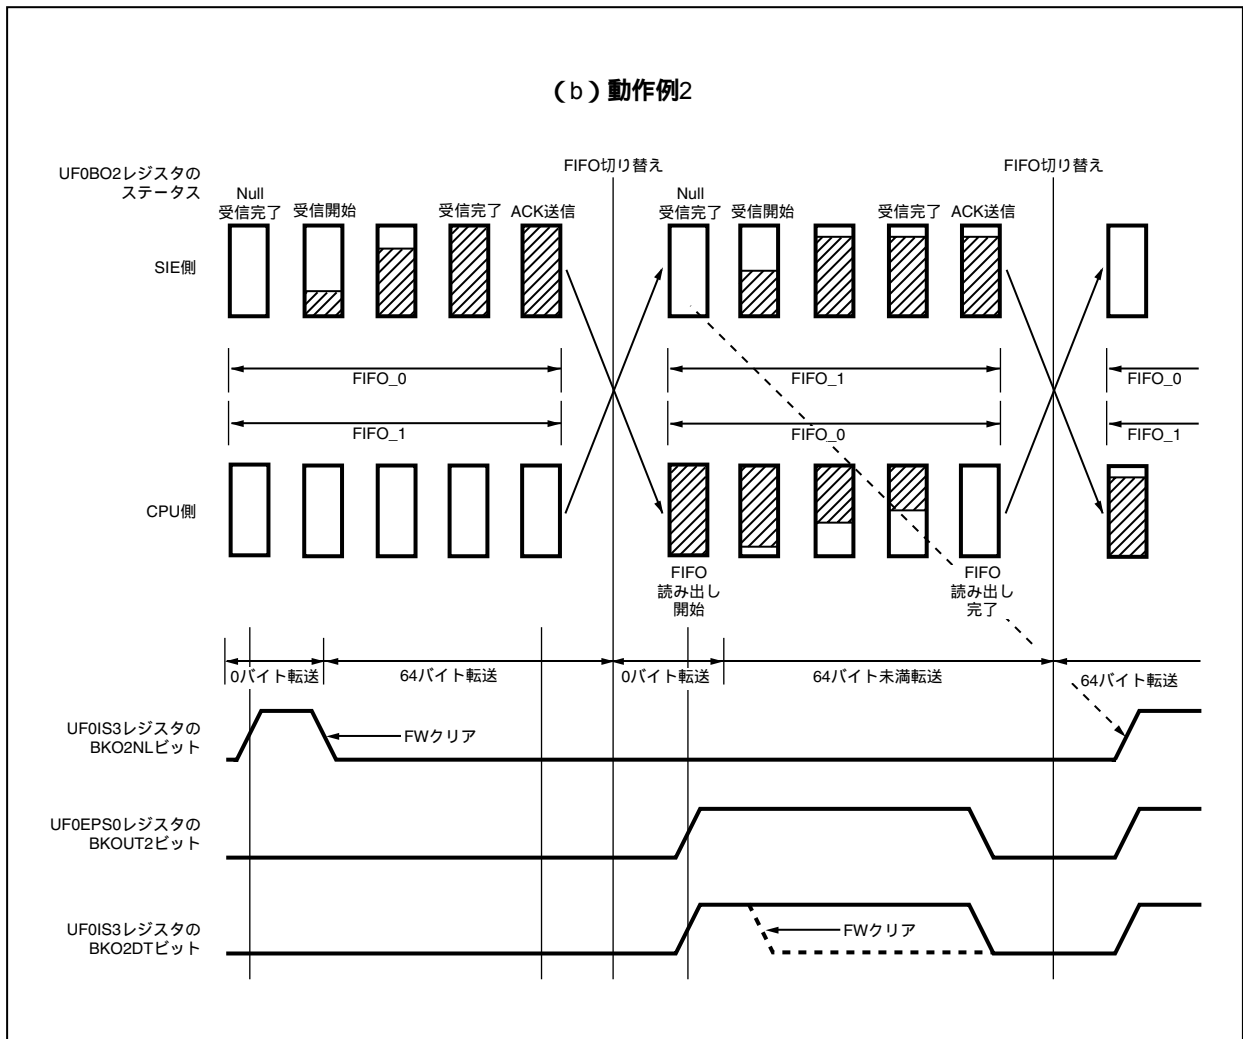 (b)動作例2
UF0BO2レジスタの
ステータス
FIFO切り替え
FIFO切り替え
Null
受信完了
受信開始
受信完了
ACK送信
Null
受信完了
受信開始
受信完了
ACK送信
SIE側
FIFO_0
FIFO_1
FIFO_0
FIFO_1
FIFO_0
FIFO_1
CPU側
FIFO
読み出し
開始
FIFO
読み出し
完了
0バイト転送
64バイト転送
0バイト転送
64バイト未満転送
64バイト転送
UF0IS3レジスタの
BKO2NLビット
FWクリア
UF0EPS0レジスタの
BKOUT2ビット
UF0IS3レジスタの
BKO2DTビット
FWクリア